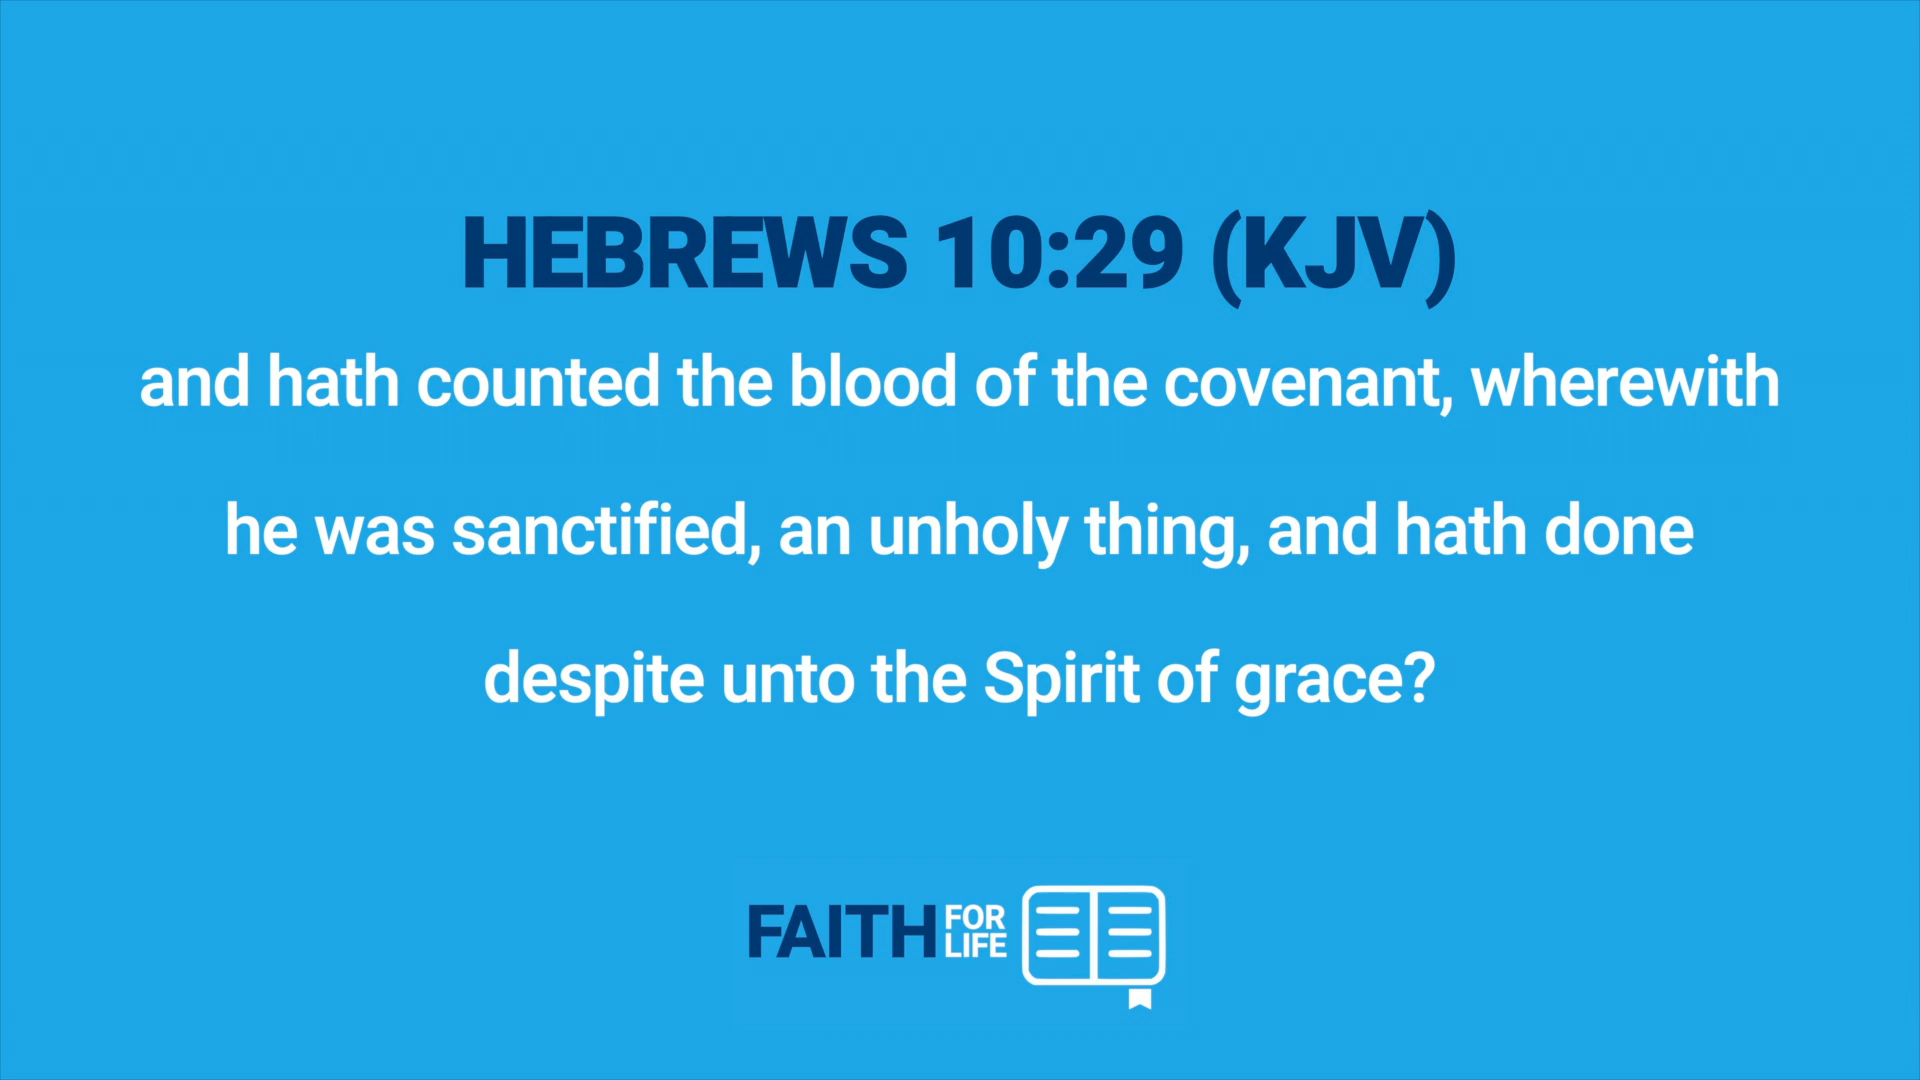 HEBREWS 10:29 (KJV)
and hath counted the blood of the covenant, wherewith
he was sanctified, an unholy thing, and hath done
despite unto the Spirit of grace?
FAITH FOR
LIFE